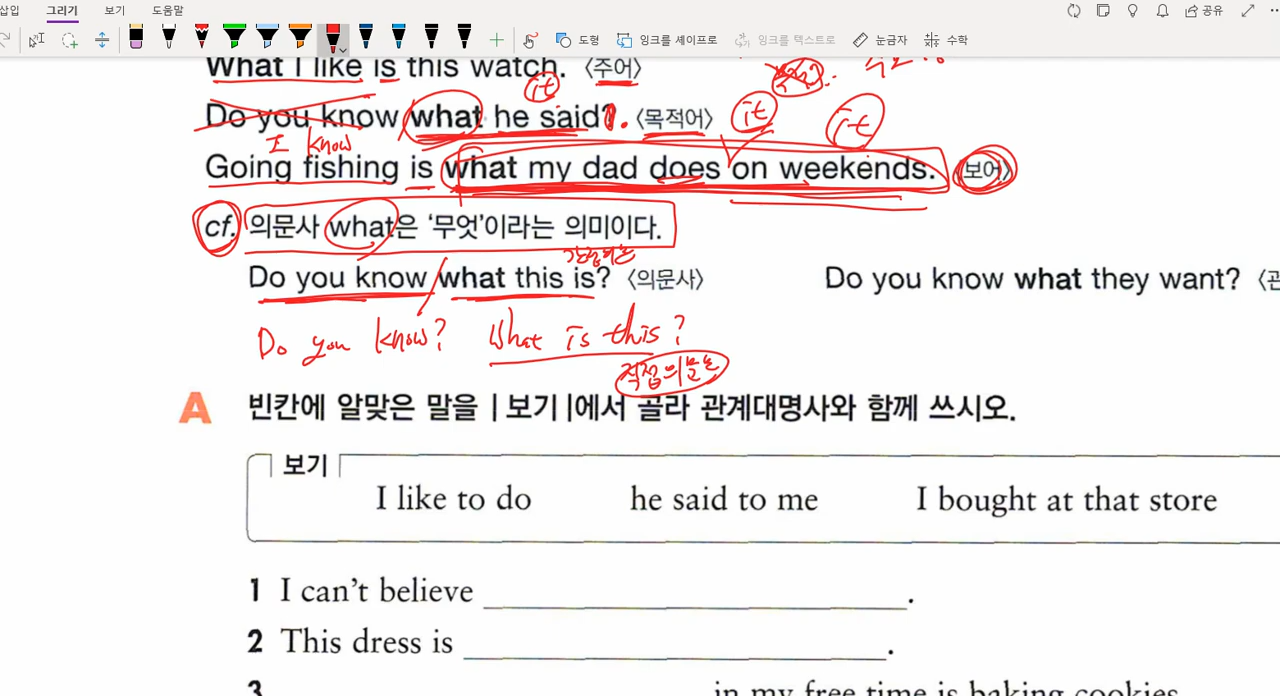 삽입 그리기 보기 도움말 공유
도형 잉크를 셰이프로 잉크를 텍스트로 눈금자 수학
What I like is this watch. 〈주어〉
it
Do you know what he said? 〈목적어〉 it it
I know
Going fishing is what my dad does on weekends. 〈보어〉
cf. 의문사 what은 ‘무엇’이라는 의미이다.
간접의문
Do you know what this is? 〈의문사〉 Do you know what they want? 〈관
Do you know? What is this?
직접의문문
A 빈칸에 알맞은 말을 |보기|에서 골라 관계대명사와 함께 쓰시오.
보기
I like to do he said to me I bought at that store
1 I can’t believe .
2 This dress is .
3 in my free time is baking cookies